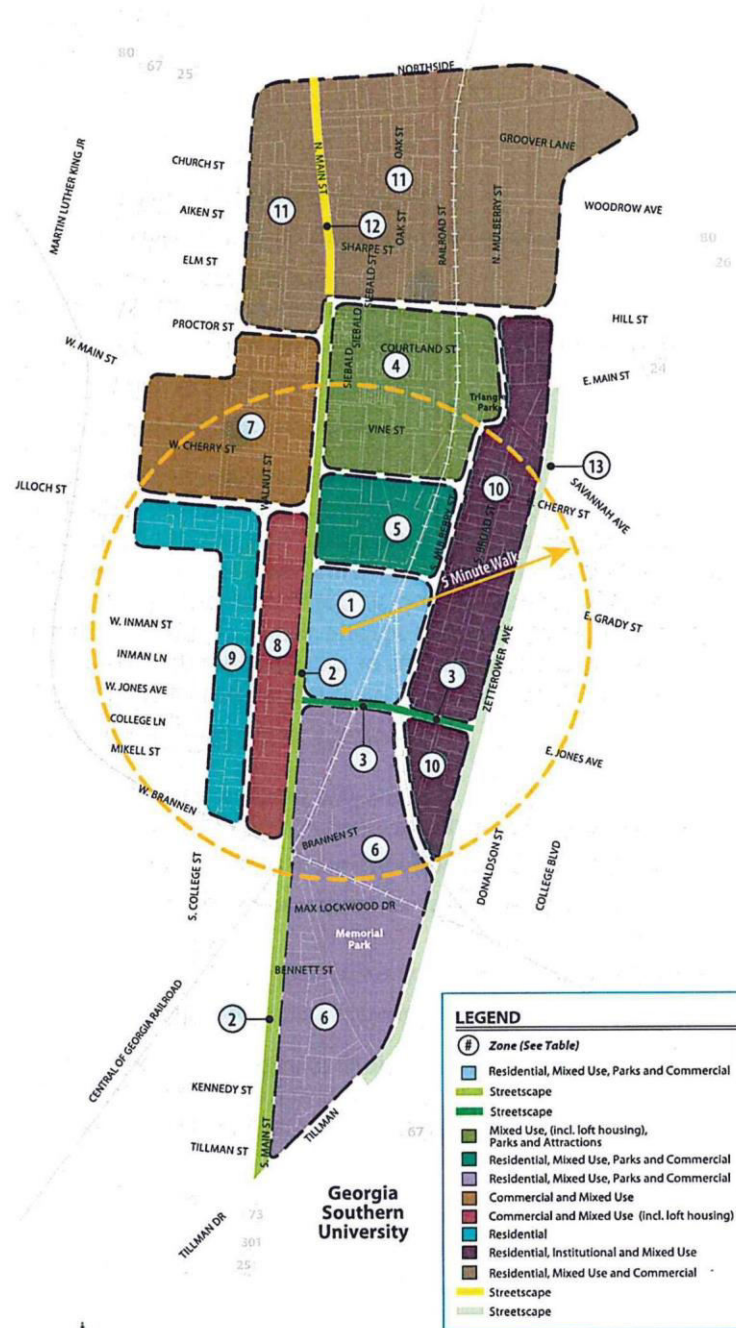 NORTHSIDE
80
67
25
GROOVER LANE
OAK ST
N. MAIN ST
CHURCH ST
11
MARTIN LUTHER KING JR
AIKEN ST
11
12
OAK ST
RAILROAD ST
N. MULBERRY ST
WOODROW AVE
80
26
SHARPE ST
ELM ST
SIEBALD ST
SIEBALD
SIEBALD
PROCTOR ST
HILL ST
W. MAIN ST
COURTLAND ST
4
24
E. MAIN ST
Triangle
Park
7
VINE ST
W. CHERRY ST
WALNUT ST
13
SAVANNAH AVE
JLLOCH ST
10
CHERRY ST
5
MULBERRY
BROAD ST
5 Minute Walk
1
W. INMAN ST
E. GRADY ST
INMAN LN
8
9
2
3
ZETTEROWER AVE
W. JONES AVE
COLLEGE LN
MIKELL ST
3
10
E. JONES AVE
W. BRANNEN
BRANNEN ST
6
S. COLLEGE ST
DONALDSON ST
COLLEGE BLVD
MAX LOCKWOOD DR
Memorial
Park
BENNETT ST
2
6
CENTRAL OF GEORGIA RAILROAD
KENNEDY ST
TILLMAN
TILLMAN ST
S. MAIN ST
67
Georgia
Southern
University
TILLMAN DR
73
301
25
LEGEND
# Zone (See Table)
Residential, Mixed Use, Parks and Commercial
Streetscape
Streetscape
Mixed Use, (incl. loft housing),
Parks and Attractions
Residential, Mixed Use, Parks and Commercial
Residential, Mixed Use, Parks and Commercial
Commercial and Mixed Use
Commercial and Mixed Use (incl. loft housing)
Residential
Residential, Institutional and Mixed Use
Residential, Mixed Use and Commercial
Streetscape
Streetscape